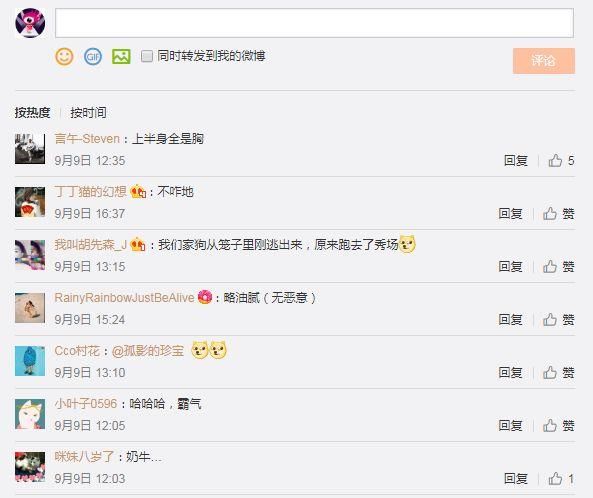 GIF 同时转发到我的微博 评论
按热度 | 按时间
言午-Steven：上半身全是胸
9月9日 12:35 回复 5
丁丁猫的幻想：不咋地
9月9日 16:37 回复 赞
我叫胡先森_J：我们家狗从笼子里刚逃出来，原来跑去了秀场
9月9日 13:15 回复 赞
RainyRainbowJustBeAlive：略油腻（无恶意）
9月9日 15:24 回复 赞
Cco村花：@孤影的珍宝
9月9日 13:10 回复 赞
小叶子0596：哈哈哈，霸气
9月9日 12:05 回复 赞
咪妹八岁了：奶牛...
9月9日 12:03 回复 1